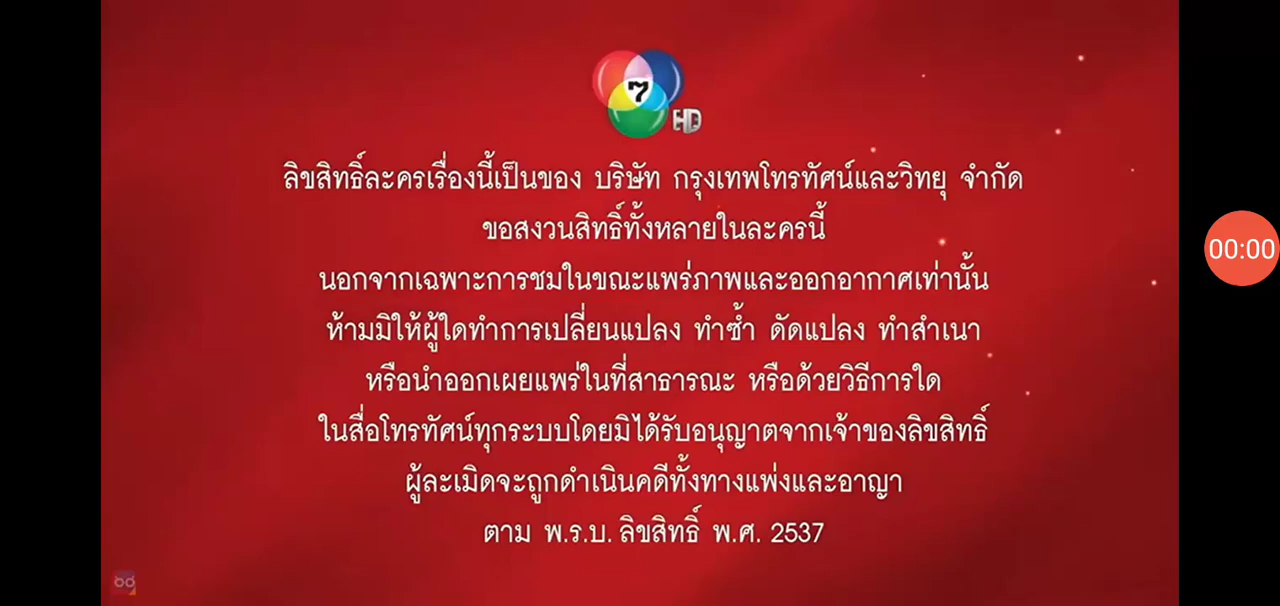 7
HD
ลิขสิทธิ์ละครเรื่องนี้เป็นของ บริษัท กรุงเทพโทรทัศน์และวิทยุ จำกัด
ขอสงวนสิทธิ์ทั้งหลายในละครนี้
นอกจากเฉพาะการชมในขณะแพร่ภาพและออกอากาศเท่านั้น
ห้ามมิให้ผู้ใดทำการเปลี่ยนแปลง ทำซ้ำ ดัดแปลง ทำสำเนา
หรือนำออกเผยแพร่ในที่สาธารณะ หรือด้วยวิธีการใด
ในสื่อโทรทัศน์ทุกระบบโดยมิได้รับอนุญาตจากเจ้าของลิขสิทธิ์
ผู้ละเมิดจะถูกดำเนินคดีทั้งทางแพ่งและอาญา
ตาม พ.ร.บ. ลิขสิทธิ์ พ.ศ. 2537
00:00